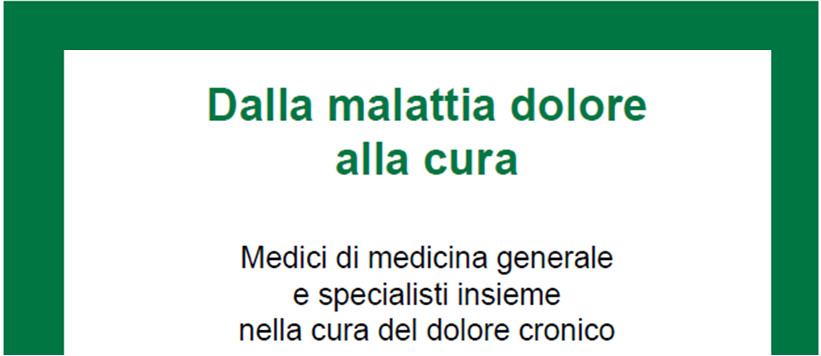 Dalla malattia dolore
alla cura
Medici di medicina generale
e specialisti insieme
nella cura del dolore cronico